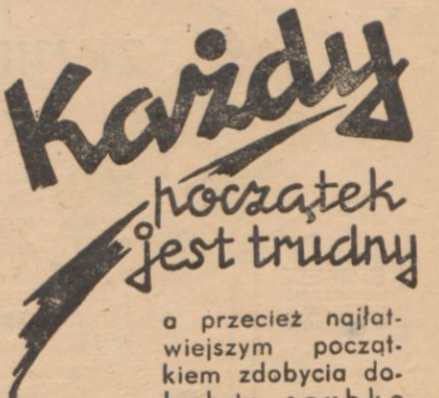 Każdy
początek
jest trudny
a przecież najłat-
wiejszym począt-
kiem zdobycia do-